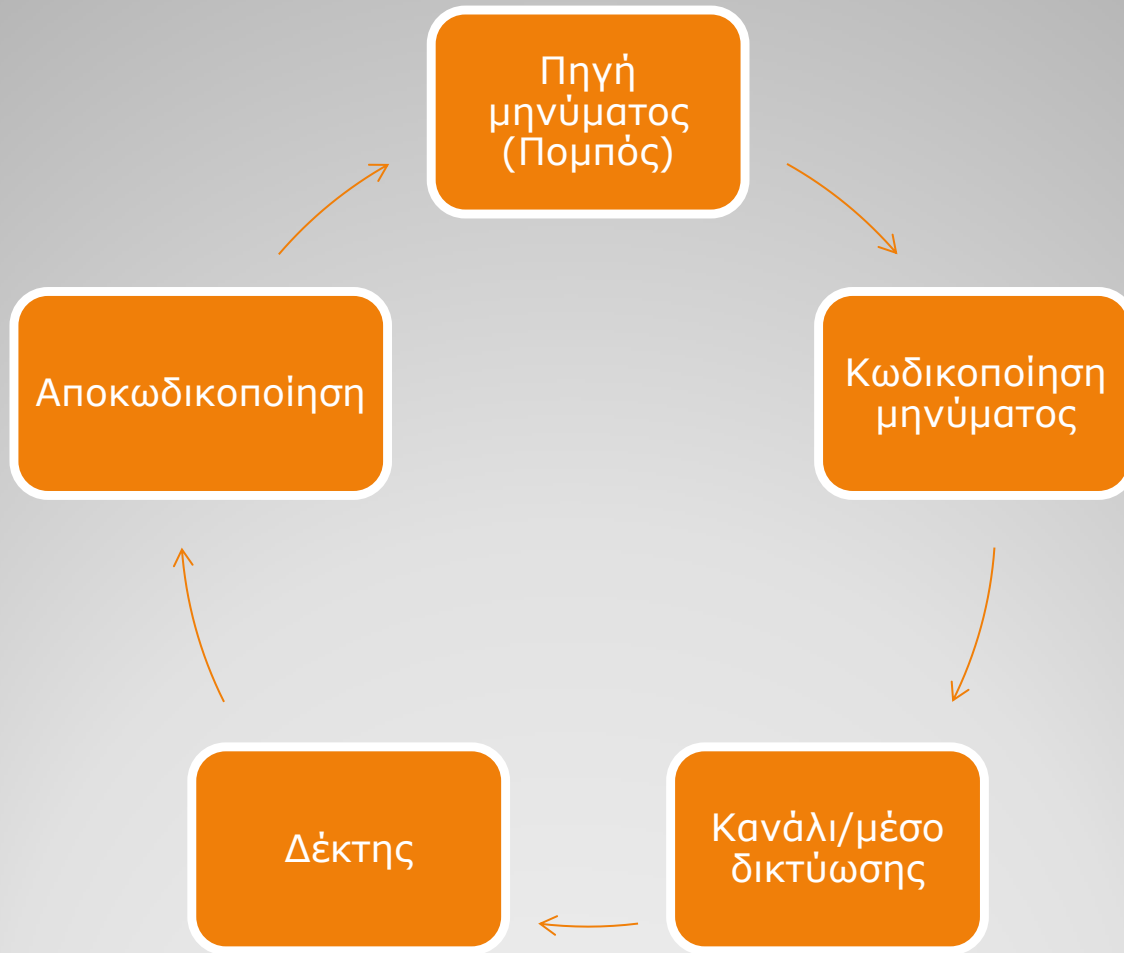 Πηγή
μηνύματος
(Πομπός)
Κωδικοποίηση
μηνύματος
Κανάλι/μέσο
δικτύωσης
Δέκτης
Αποκωδικοποίηση